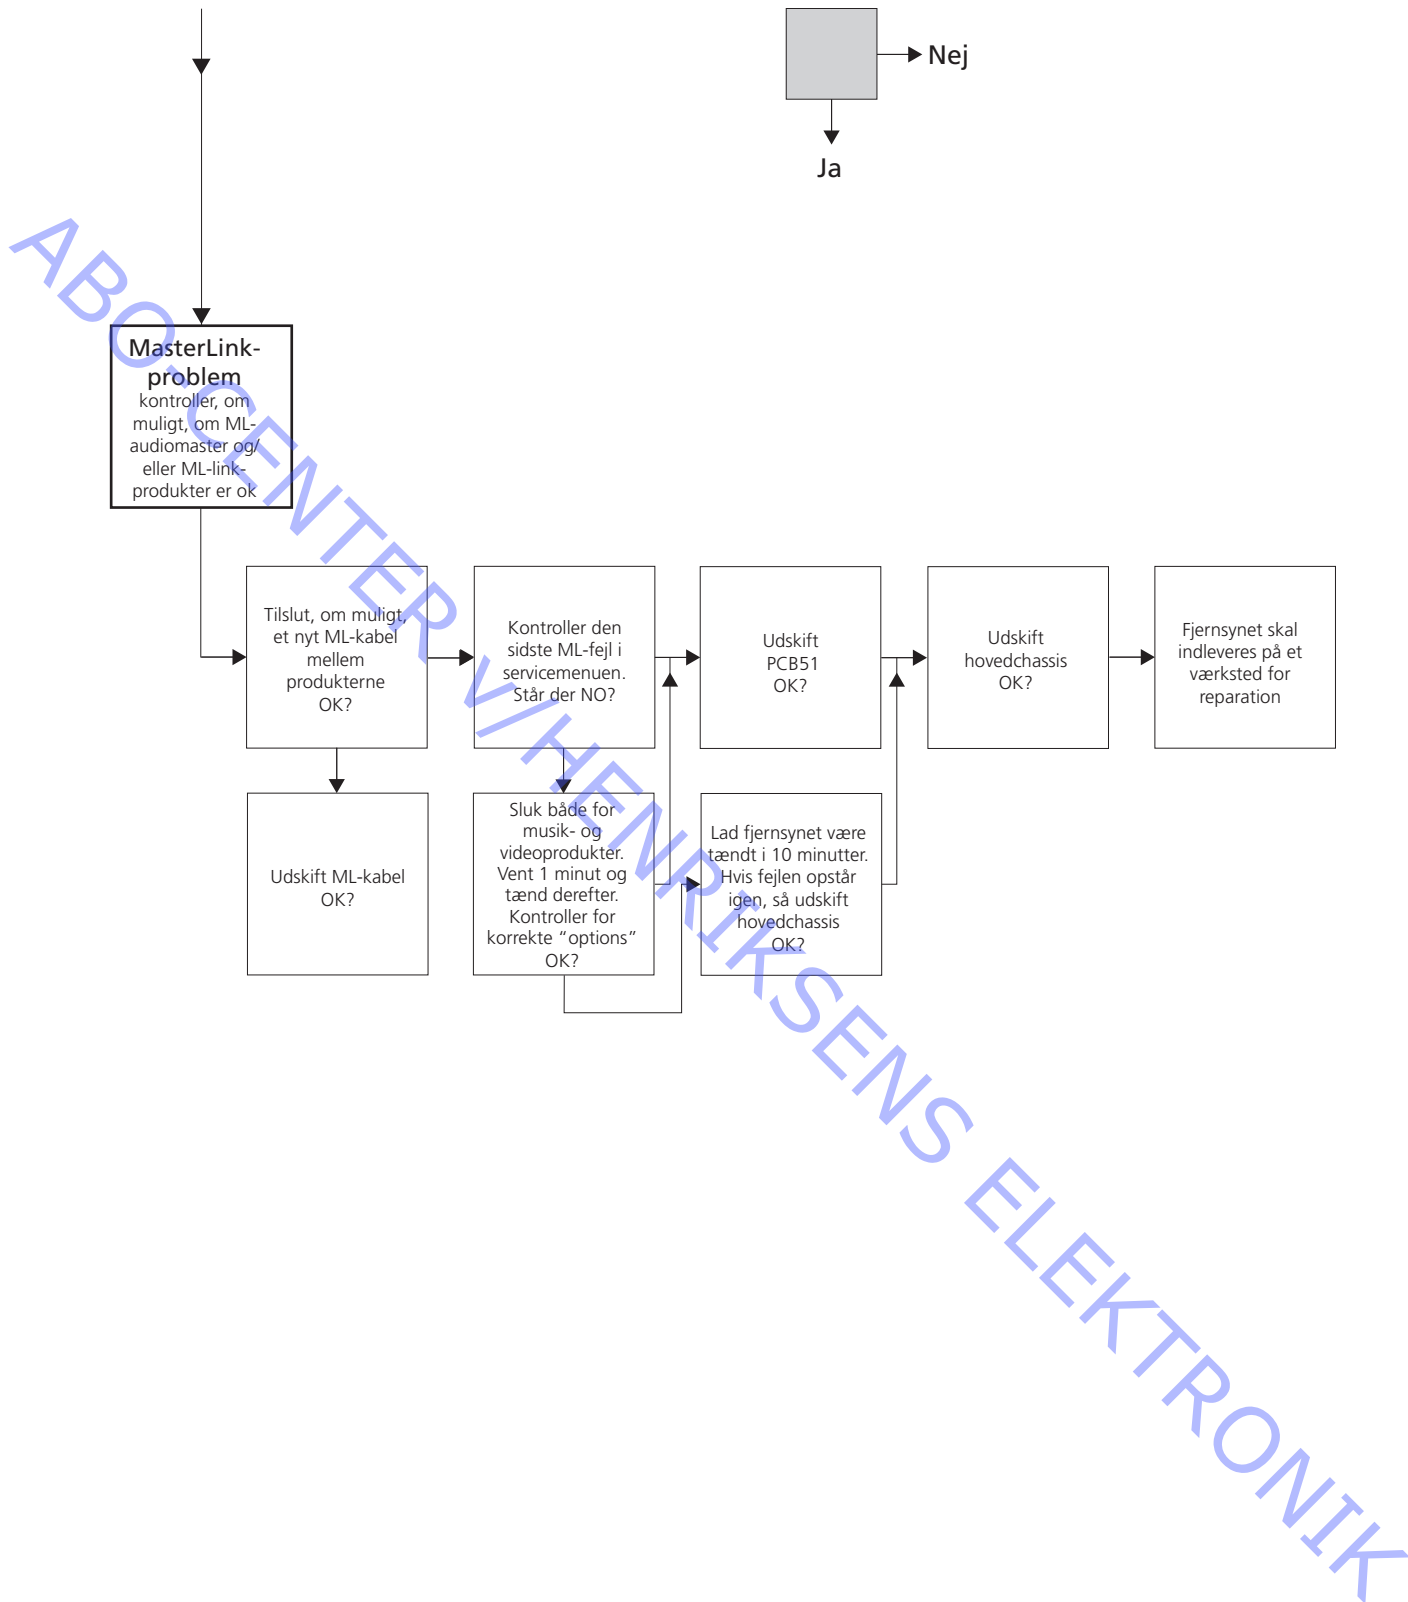 Nej
Ja
MasterLink-
problem
kontroller, om
muligt, om ML-
audiomaster og/
eller ML-link-
produkter er ok
Tilslut, om muligt,
et nyt ML-kabel
mellem
produkterne
OK?
Kontroller den
sidste ML-fejl i
servicemenuen.
Står der NO?
Udskift
PCB51
OK?
Udskift
hovedchassis
OK?
Fjernsynet skal
indleveres på et
værksted for
reparation
Udskift ML-kabel
OK?
Sluk både for
musik- og
videoprodukter.
Vent 1 minut og
tænd derefter.
Kontroller for
korrekte “options”
OK?
Lad fjernsynet være
tændt i 10 minutter.
Hvis fejlen opstår
igen, så udskift
hovedchassis
OK?
ABO-CENTER v/HENRIKSENS ELEKTRONIK